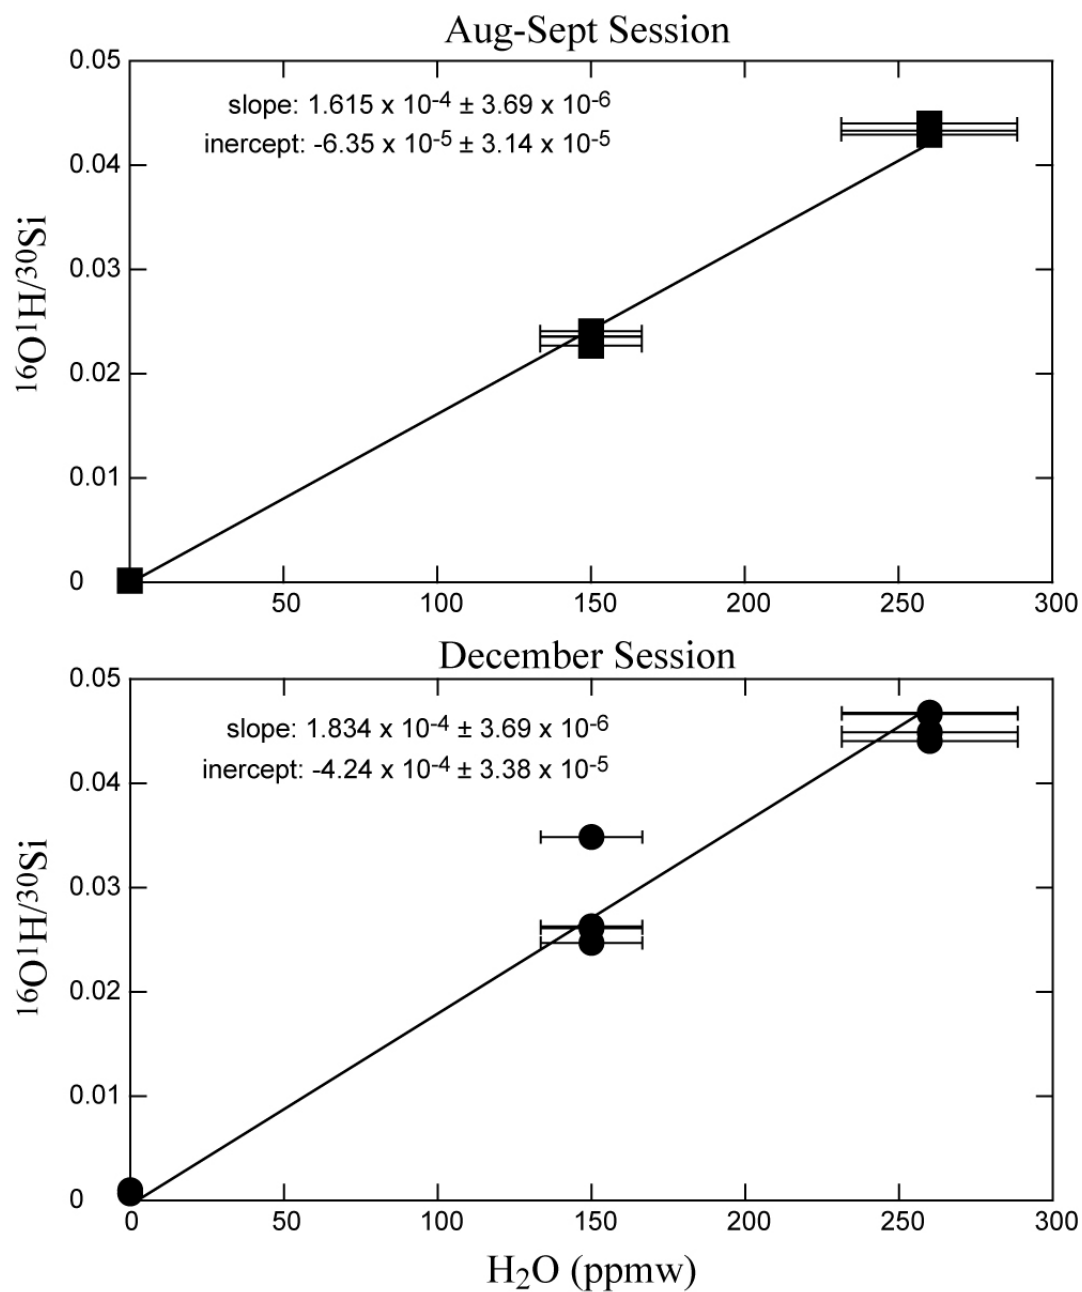 Aug-Sept Session
0.05
slope: 1.615 x 10⁻⁴ ± 3.69 x 10⁻⁶
inercept: -6.35 x 10⁻⁵ ± 3.14 x 10⁻⁵
0.04
0.03
¹⁶O¹H/³⁰Si
0.02
0.01
0
50 100 150 200 250 300
December Session
0.05
slope: 1.834 x 10⁻⁴ ± 3.69 x 10⁻⁶
inercept: -4.24 x 10⁻⁴ ± 3.38 x 10⁻⁵
0.04
0.03
¹⁶O¹H/³⁰Si
0.02
0.01
0
0 50 100 150 200 250 300
H₂O (ppmw)